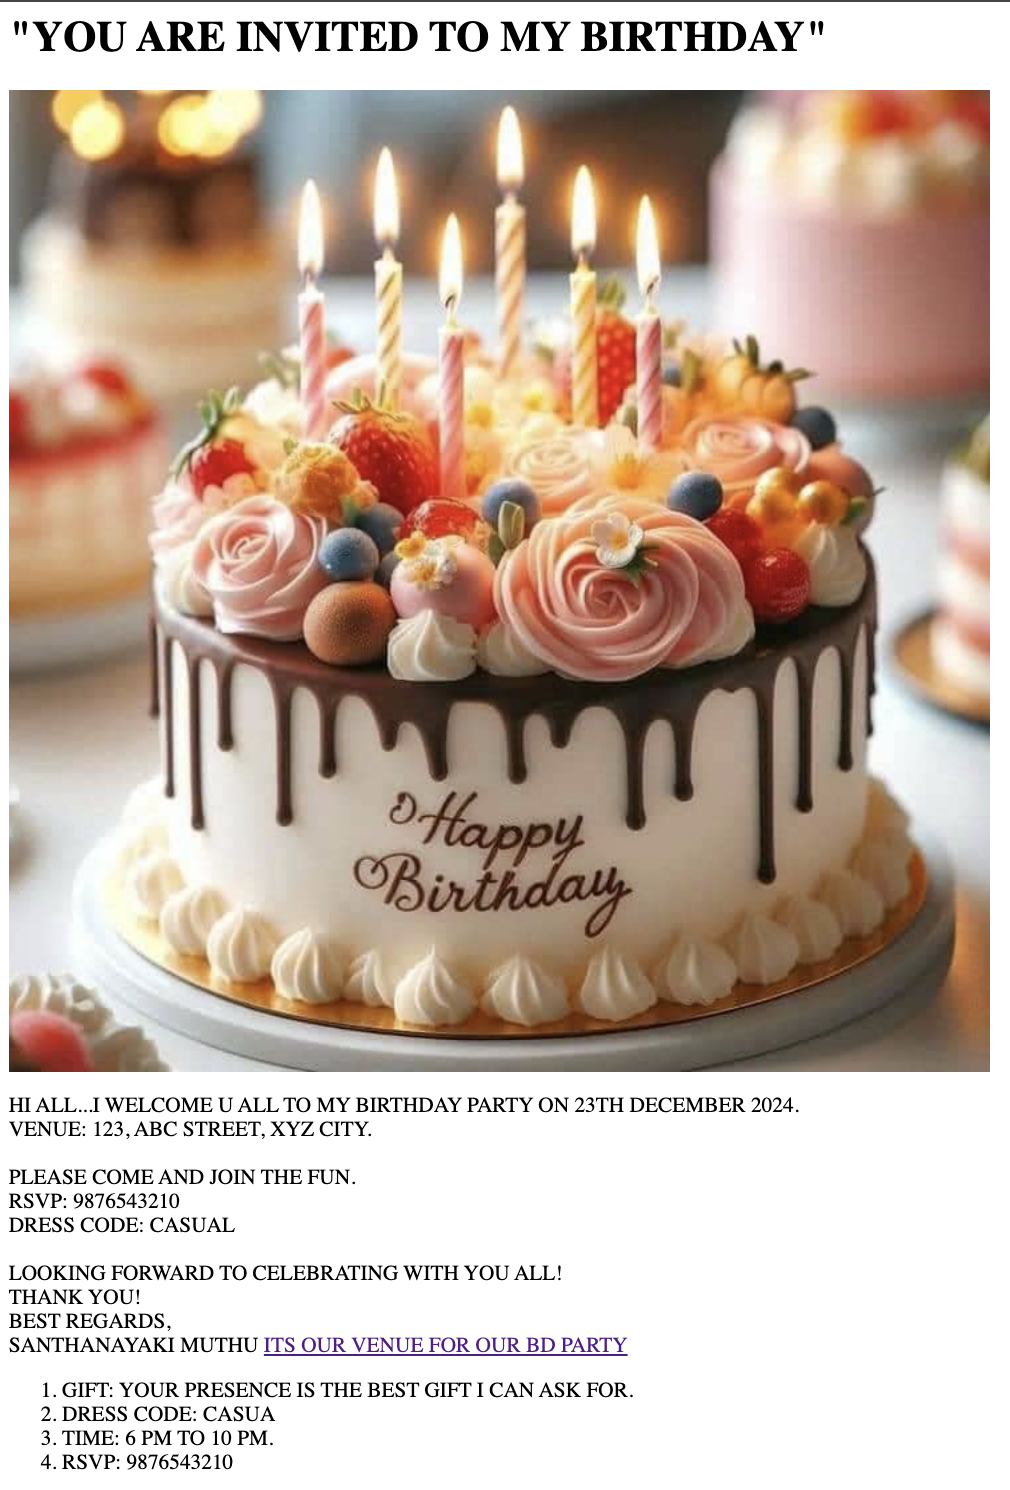 "YOU ARE INVITED TO MY BIRTHDAY"
Happy
Birthday
HI ALL...I WELCOME U ALL TO MY BIRTHDAY PARTY ON 23TH DECEMBER 2024.
VENUE: 123, ABC STREET, XYZ CITY.
PLEASE COME AND JOIN THE FUN.
RSVP: 9876543210
DRESS CODE: CASUAL
LOOKING FORWARD TO CELEBRATING WITH YOU ALL!
THANK YOU!
BEST REGARDS,
SANTHANAYAKI MUTHU ITS OUR VENUE FOR OUR BD PARTY
1. GIFT: YOUR PRESENCE IS THE BEST GIFT I CAN ASK FOR.
2. DRESS CODE: CASUA
3. TIME: 6 PM TO 10 PM.
4. RSVP: 9876543210